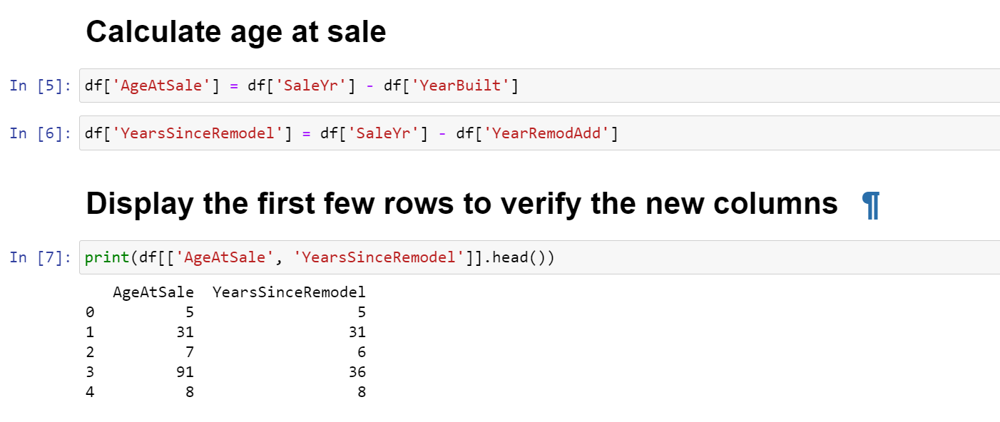 Calculate age at sale
In [5]: df['AgeAtSale'] = df['SaleYr'] - df['YearBuilt']
In [6]: df['YearsSinceRemodel'] = df['SaleYr'] - df['YearRemodAdd']
Display the first few rows to verify the new columns ¶
In [7]: print(df[['AgeAtSale', 'YearsSinceRemodel']].head())
AgeAtSale YearsSinceRemodel
0 5 5
1 31 31
2 7 6
3 91 36
4 8 8